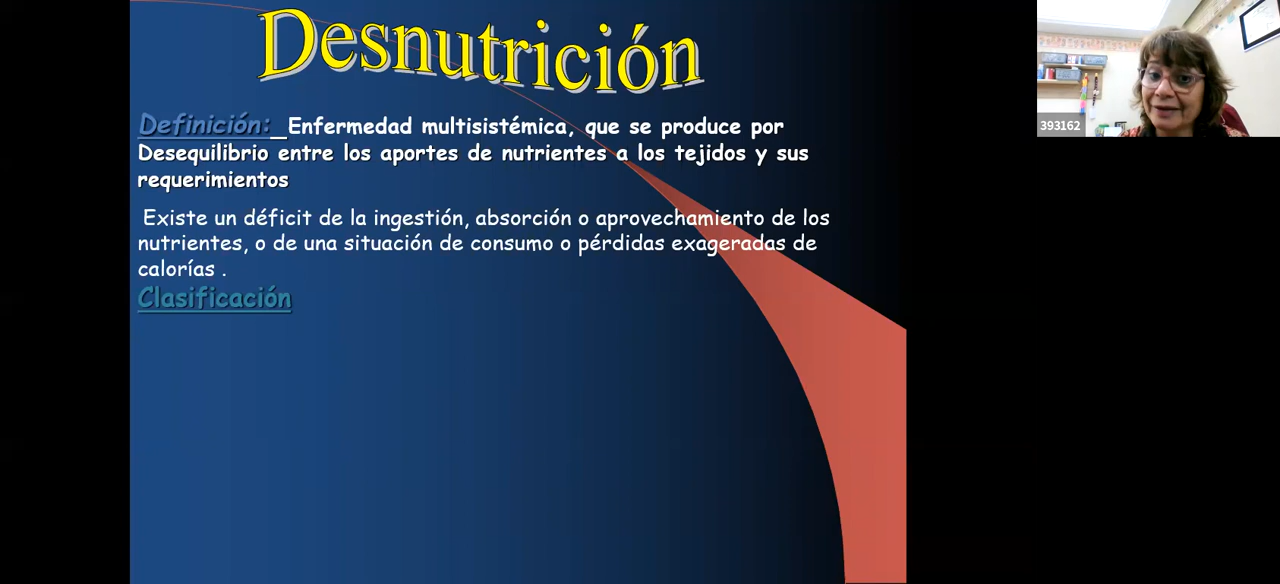 Desnutrición
Definición: Enfermedad multisistémica, que se produce por
Desequilibrio entre los aportes de nutrientes a los tejidos y sus
requerimientos
Existe un déficit de la ingestión, absorción o aprovechamiento de los
nutrientes, o de una situación de consumo o pérdidas exageradas de
calorías .
Clasificación
393162